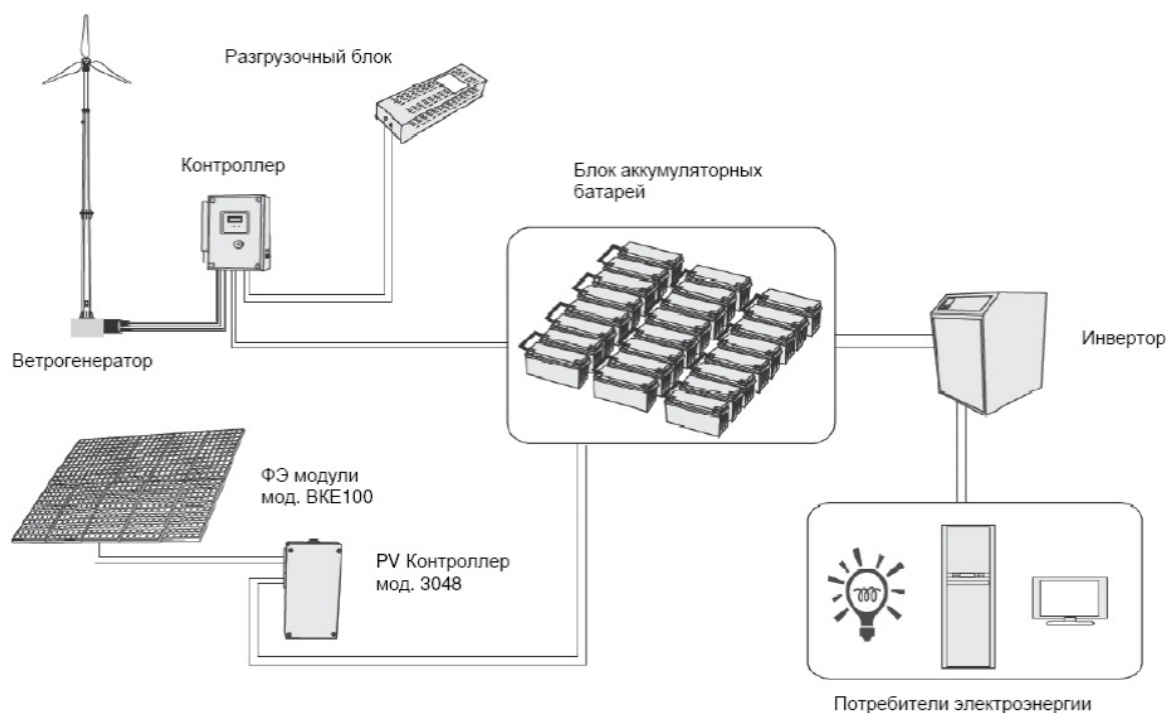 Разгрузочный блок
Контроллер
Блок аккумуляторных
батарей
Ветрогенератор
Инвертор
ФЭ модули
мод. ВКЕ100
PV Контроллер
мод. 3048
Потребители электроэнергии